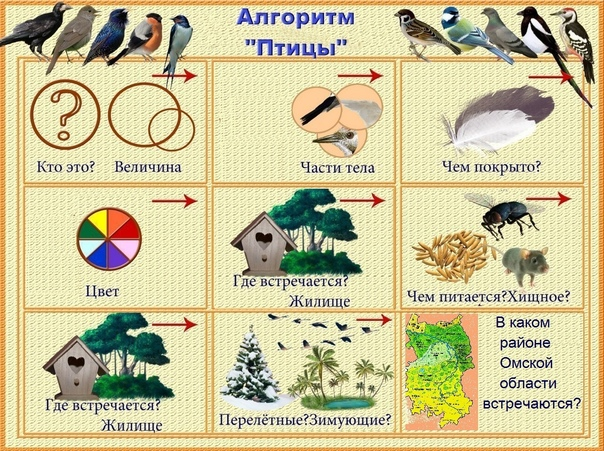 Алгоритм
"Птицы"
?
Кто это? Величина
Части тела
Чем покрыто?
Цвет
Где встречается?
Жилище
Чем питается?Хищное?
Где встречается?
Жилище
Перелётные?Зимующие?
В каком
районе
Омской
области
встречаются?